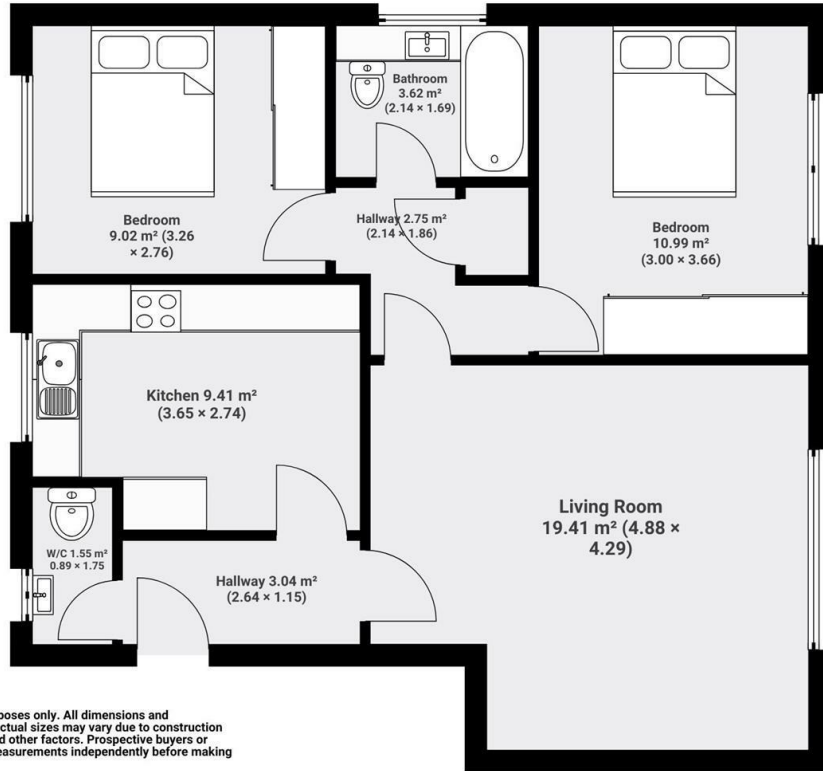 Bathroom
3.62 m²
(2.14 × 1.69)
Bedroom
9.02 m² (3.26
× 2.76)
Hallway 2.75 m²
(2.14 × 1.86)
Bedroom
10.99 m²
(3.00 × 3.66)
Kitchen 9.41 m²
(3.65 × 2.74)
Living Room
19.41 m² (4.88 ×
4.29)
W/C 1.55 m²
0.89 × 1.75
Hallway 3.04 m²
(2.64 × 1.15)
poses only. All dimensions and
ctual sizes may vary due to construction
d other factors. Prospective buyers or
easurements independently before making